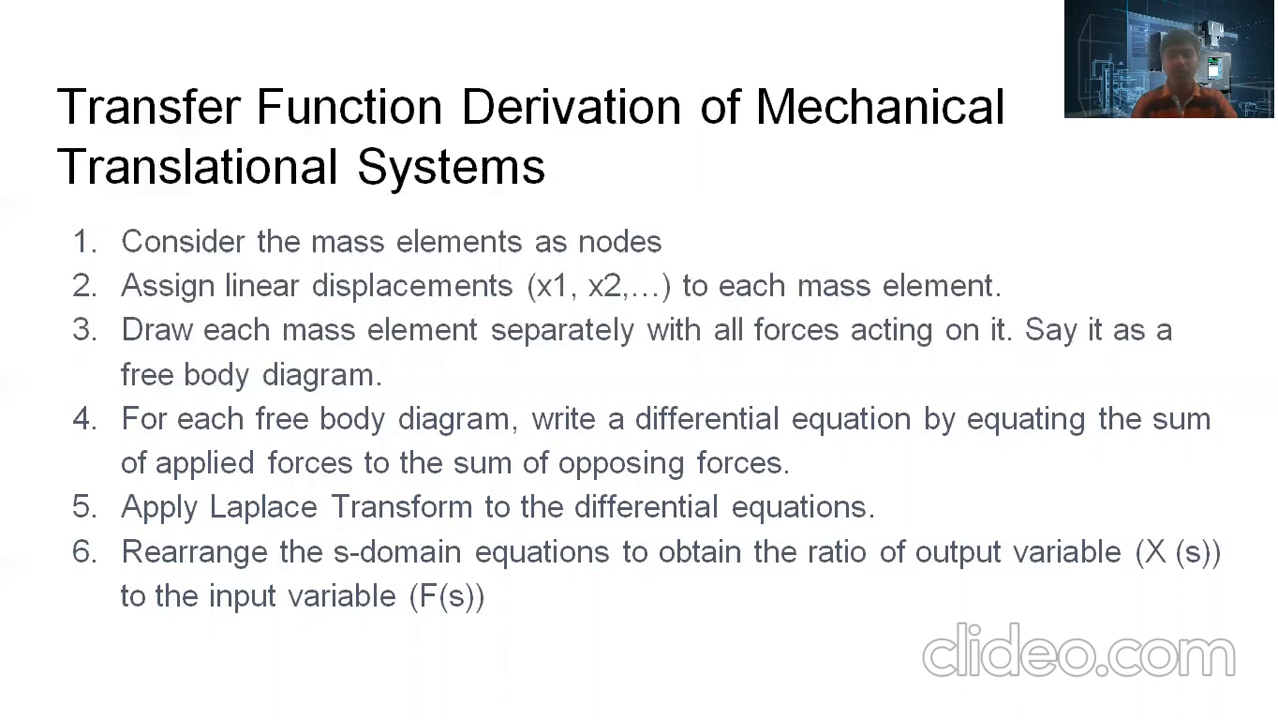 Transfer Function Derivation of Mechanical
Translational Systems
1. Consider the mass elements as nodes
2. Assign linear displacements (x1, x2,…) to each mass element.
3. Draw each mass element separately with all forces acting on it. Say it as a
free body diagram.
4. For each free body diagram, write a differential equation by equating the sum
of applied forces to the sum of opposing forces.
5. Apply Laplace Transform to the differential equations.
6. Rearrange the s-domain equations to obtain the ratio of output variable (X (s))
to the input variable (F(s))
clideo.com